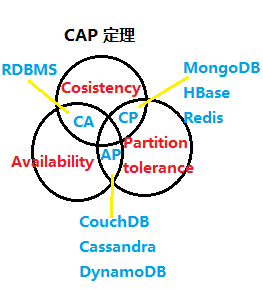 CAP 定理
RDBMS
MongoDB
HBase
Redis
Cosistency
CA
CP
Availability
AP
Partition
tolerance
CouchDB
Cassandra
DynamoDB